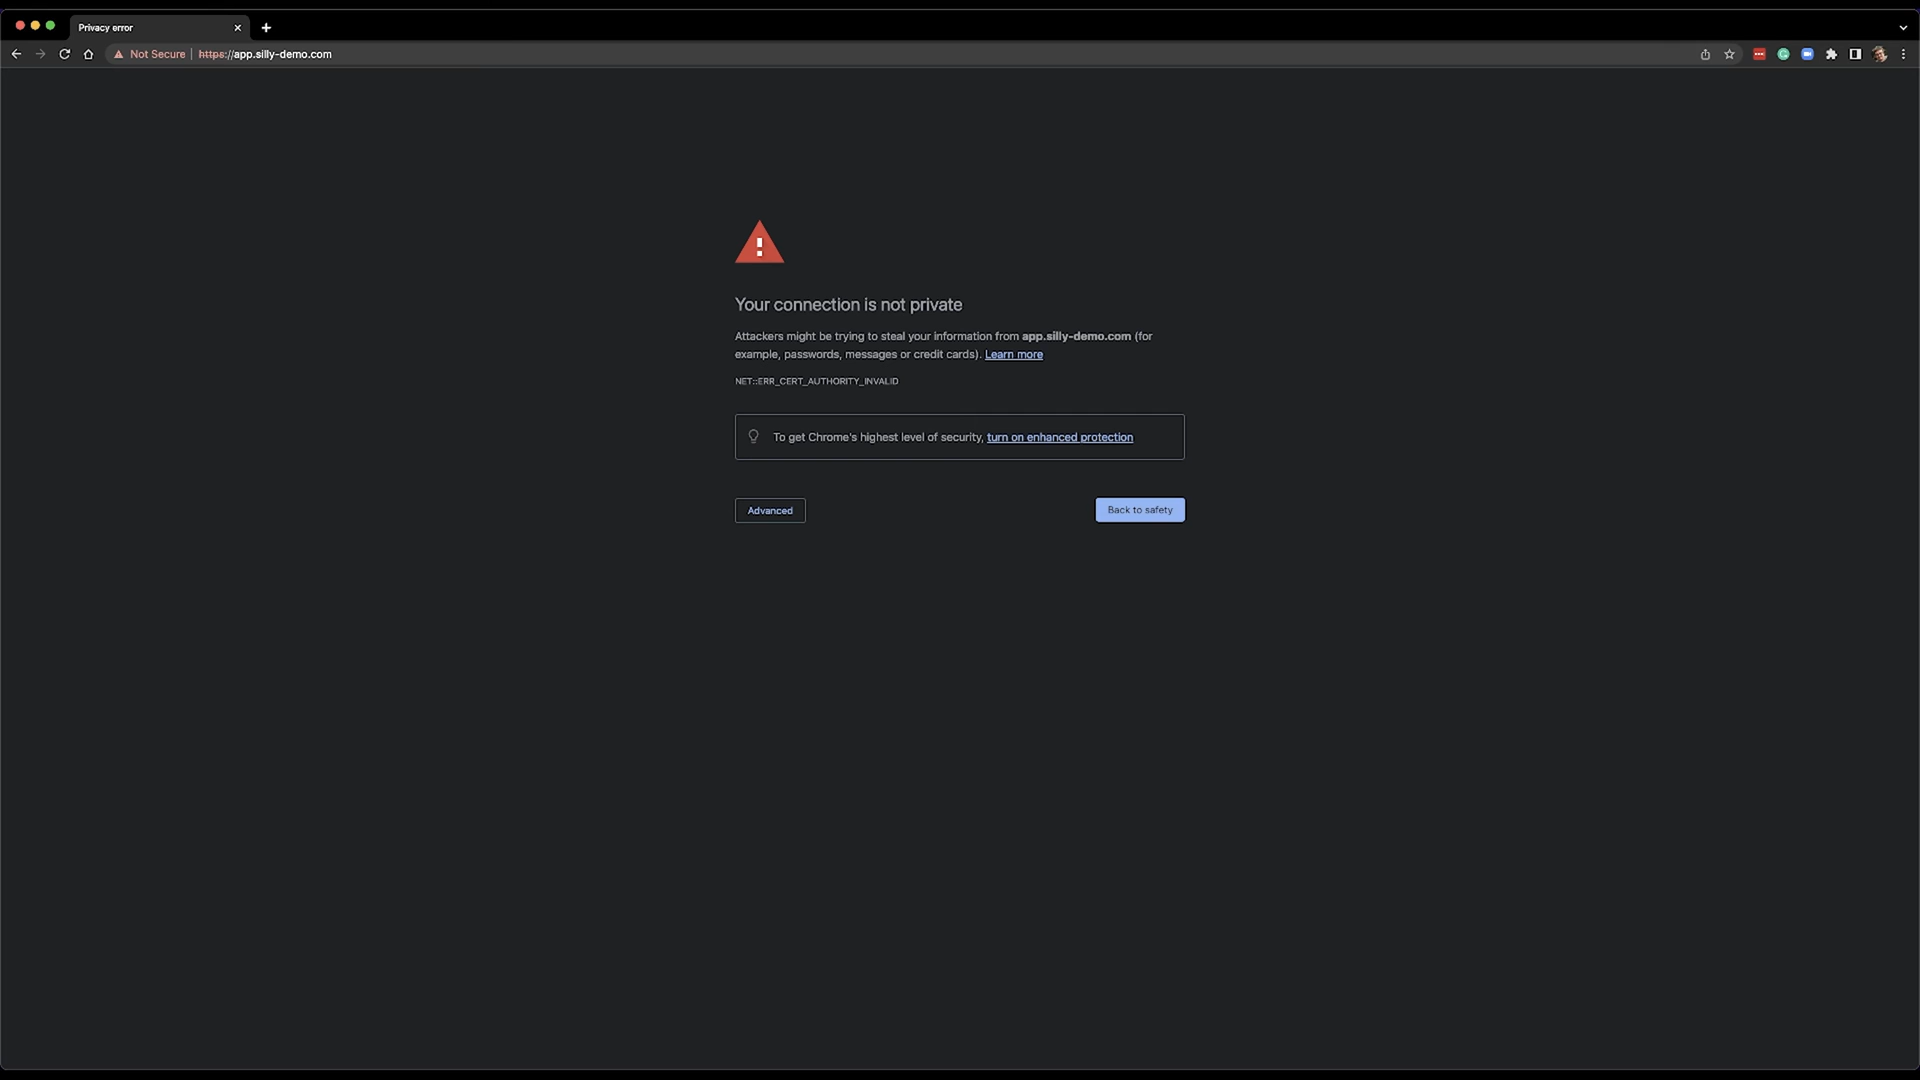 Privacy error
Not Secure | https://app.silly-demo.com
Your connection is not private
Attackers might be trying to steal your information from app.silly-demo.com (for
example, passwords, messages or credit cards). Learn more
NET::ERR_CERT_AUTHORITY_INVALID
To get Chrome's highest level of security, turn on enhanced protection
Advanced
Back to safety